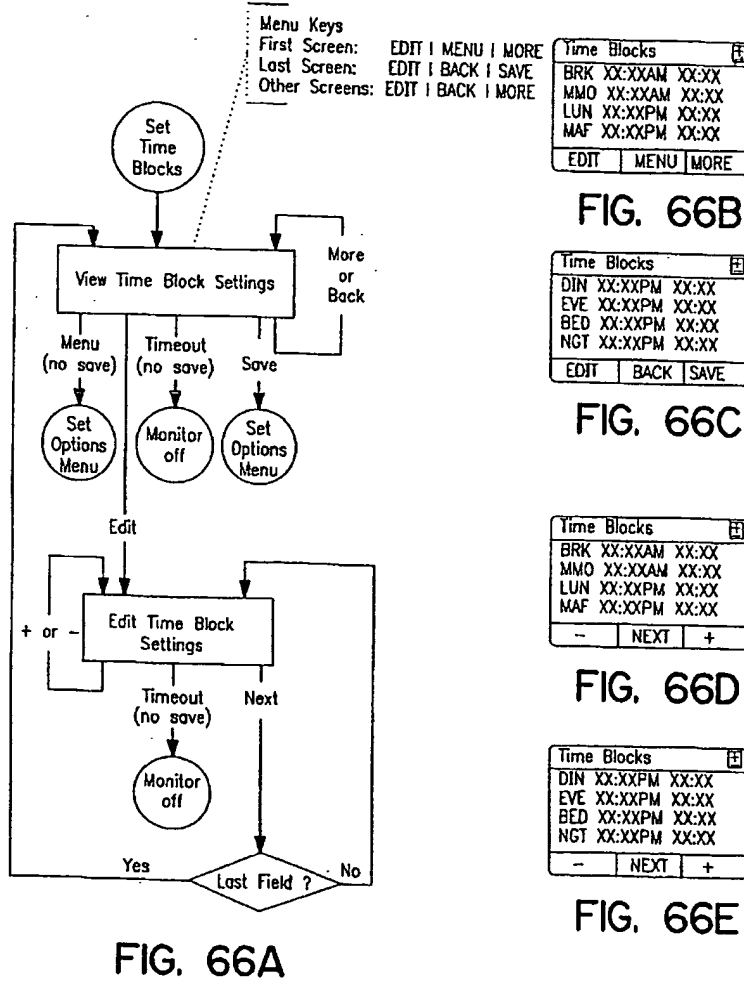 Menu Keys
First Screen: EDIT | MENU | MORE
Last Screen: EDIT | BACK | SAVE
Other Screens: EDIT | BACK | MORE
Set
Time
Blocks
View Time Block Settings
More
or
Back
Menu
(no save)
Timeout
(no save)
Save
Set
Options
Menu
Monitor
off
Set
Options
Menu
Edit
+ or -
Edit Time Block
Settings
Timeout
(no save)
Next
Monitor
off
Yes
Last Field ?
No
FIG. 66A
Time Blocks
BRK XX:XXAM XX:XX
MMO XX:XXAM XX:XX
LUN XX:XXPM XX:XX
MAF XX:XXPM XX:XX
EDIT MENU MORE
FIG. 66B
Time Blocks
DIN XX:XXPM XX:XX
EVE XX:XXPM XX:XX
BED XX:XXPM XX:XX
NGT XX:XXPM XX:XX
EDIT BACK SAVE
FIG. 66C
Time Blocks
BRK XX:XXAM XX:XX
MMO XX:XXAM XX:XX
LUN XX:XXPM XX:XX
MAF XX:XXPM XX:XX
- NEXT +
FIG. 66D
Time Blocks
DIN XX:XXPM XX:XX
EVE XX:XXPM XX:XX
BED XX:XXPM XX:XX
NGT XX:XXPM XX:XX
- NEXT +
FIG. 66E